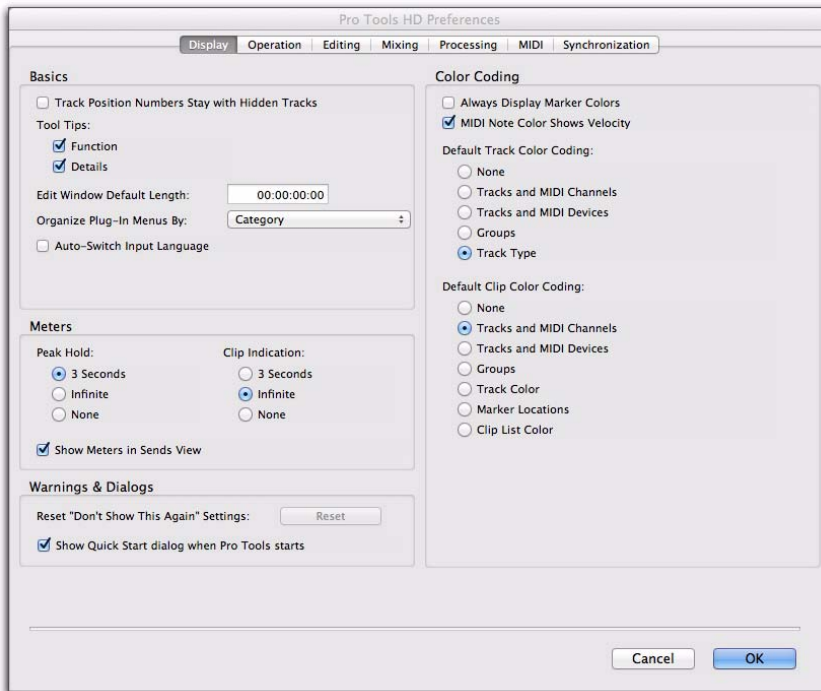 Pro Tools HD Preferences
Display Operation Editing Mixing Processing MIDI Synchronization
Basics
Track Position Numbers Stay with Hidden Tracks
Tool Tips:
Function
Details
Edit Window Default Length: 00:00:00:00
Organize Plug-In Menus By: Category
Auto-Switch Input Language
Meters
Peak Hold: Clip Indication:
3 Seconds 3 Seconds
Infinite Infinite
None None
Show Meters in Sends View
Warnings & Dialogs
Reset "Don't Show This Again" Settings: Reset
Show Quick Start dialog when Pro Tools starts
Color Coding
Always Display Marker Colors
MIDI Note Color Shows Velocity
Default Track Color Coding:
None
Tracks and MIDI Channels
Tracks and MIDI Devices
Groups
Track Type
Default Clip Color Coding:
None
Tracks and MIDI Channels
Tracks and MIDI Devices
Groups
Track Color
Marker Locations
Clip List Color
Cancel OK